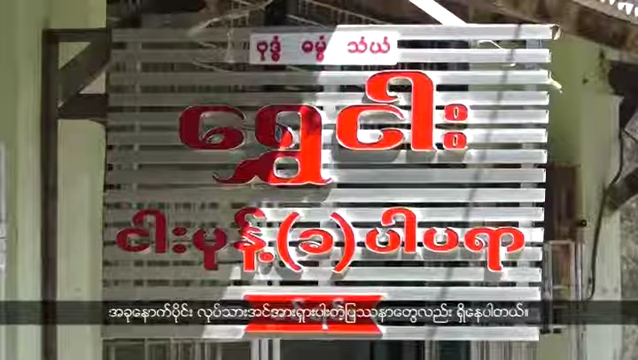 ဗုဒ္ဓံ ဓမ္မံ သံဃံ
ရွှေငါး
ငါးမုန့်(ခ)ပါပရာ
အခုနောက်ပိုင်း လုပ်သားအင်အားရှားပါးတဲ့ပြဿနာတွေလည်း ရှိနေပါတယ်။